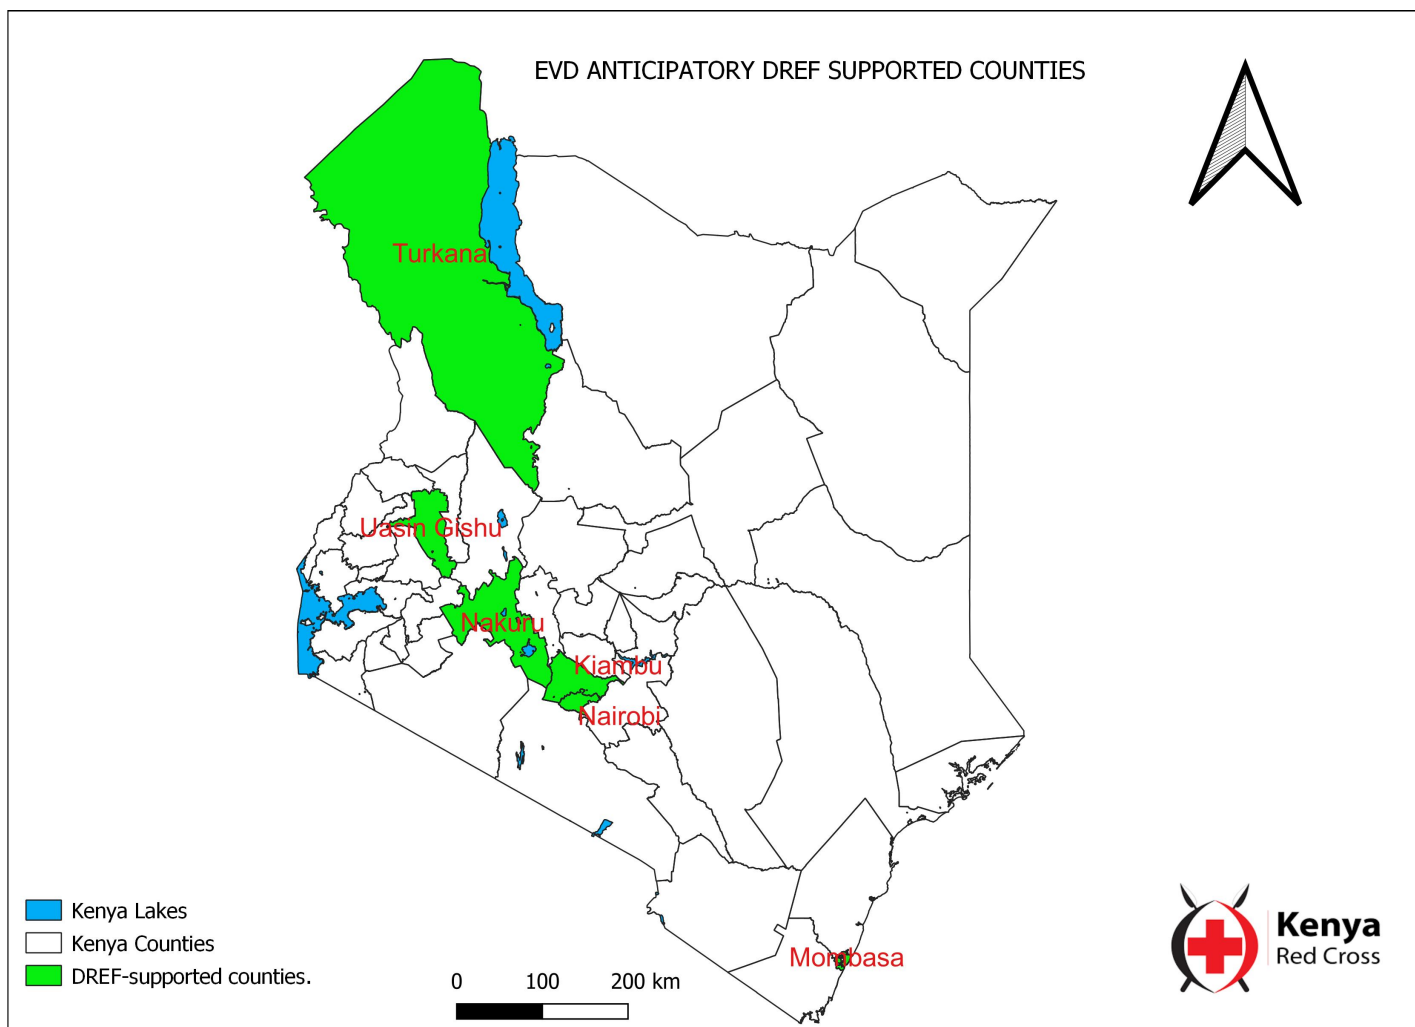 EVD ANTICIPATORY DREF SUPPORTED COUNTIES
Turkana
Uasin Gishu
Nakuru
Kiambu
Nairobi
Mombasa
Kenya Lakes
Kenya Counties
DREF-supported counties.
0 100 200 km
Kenya
Red Cross